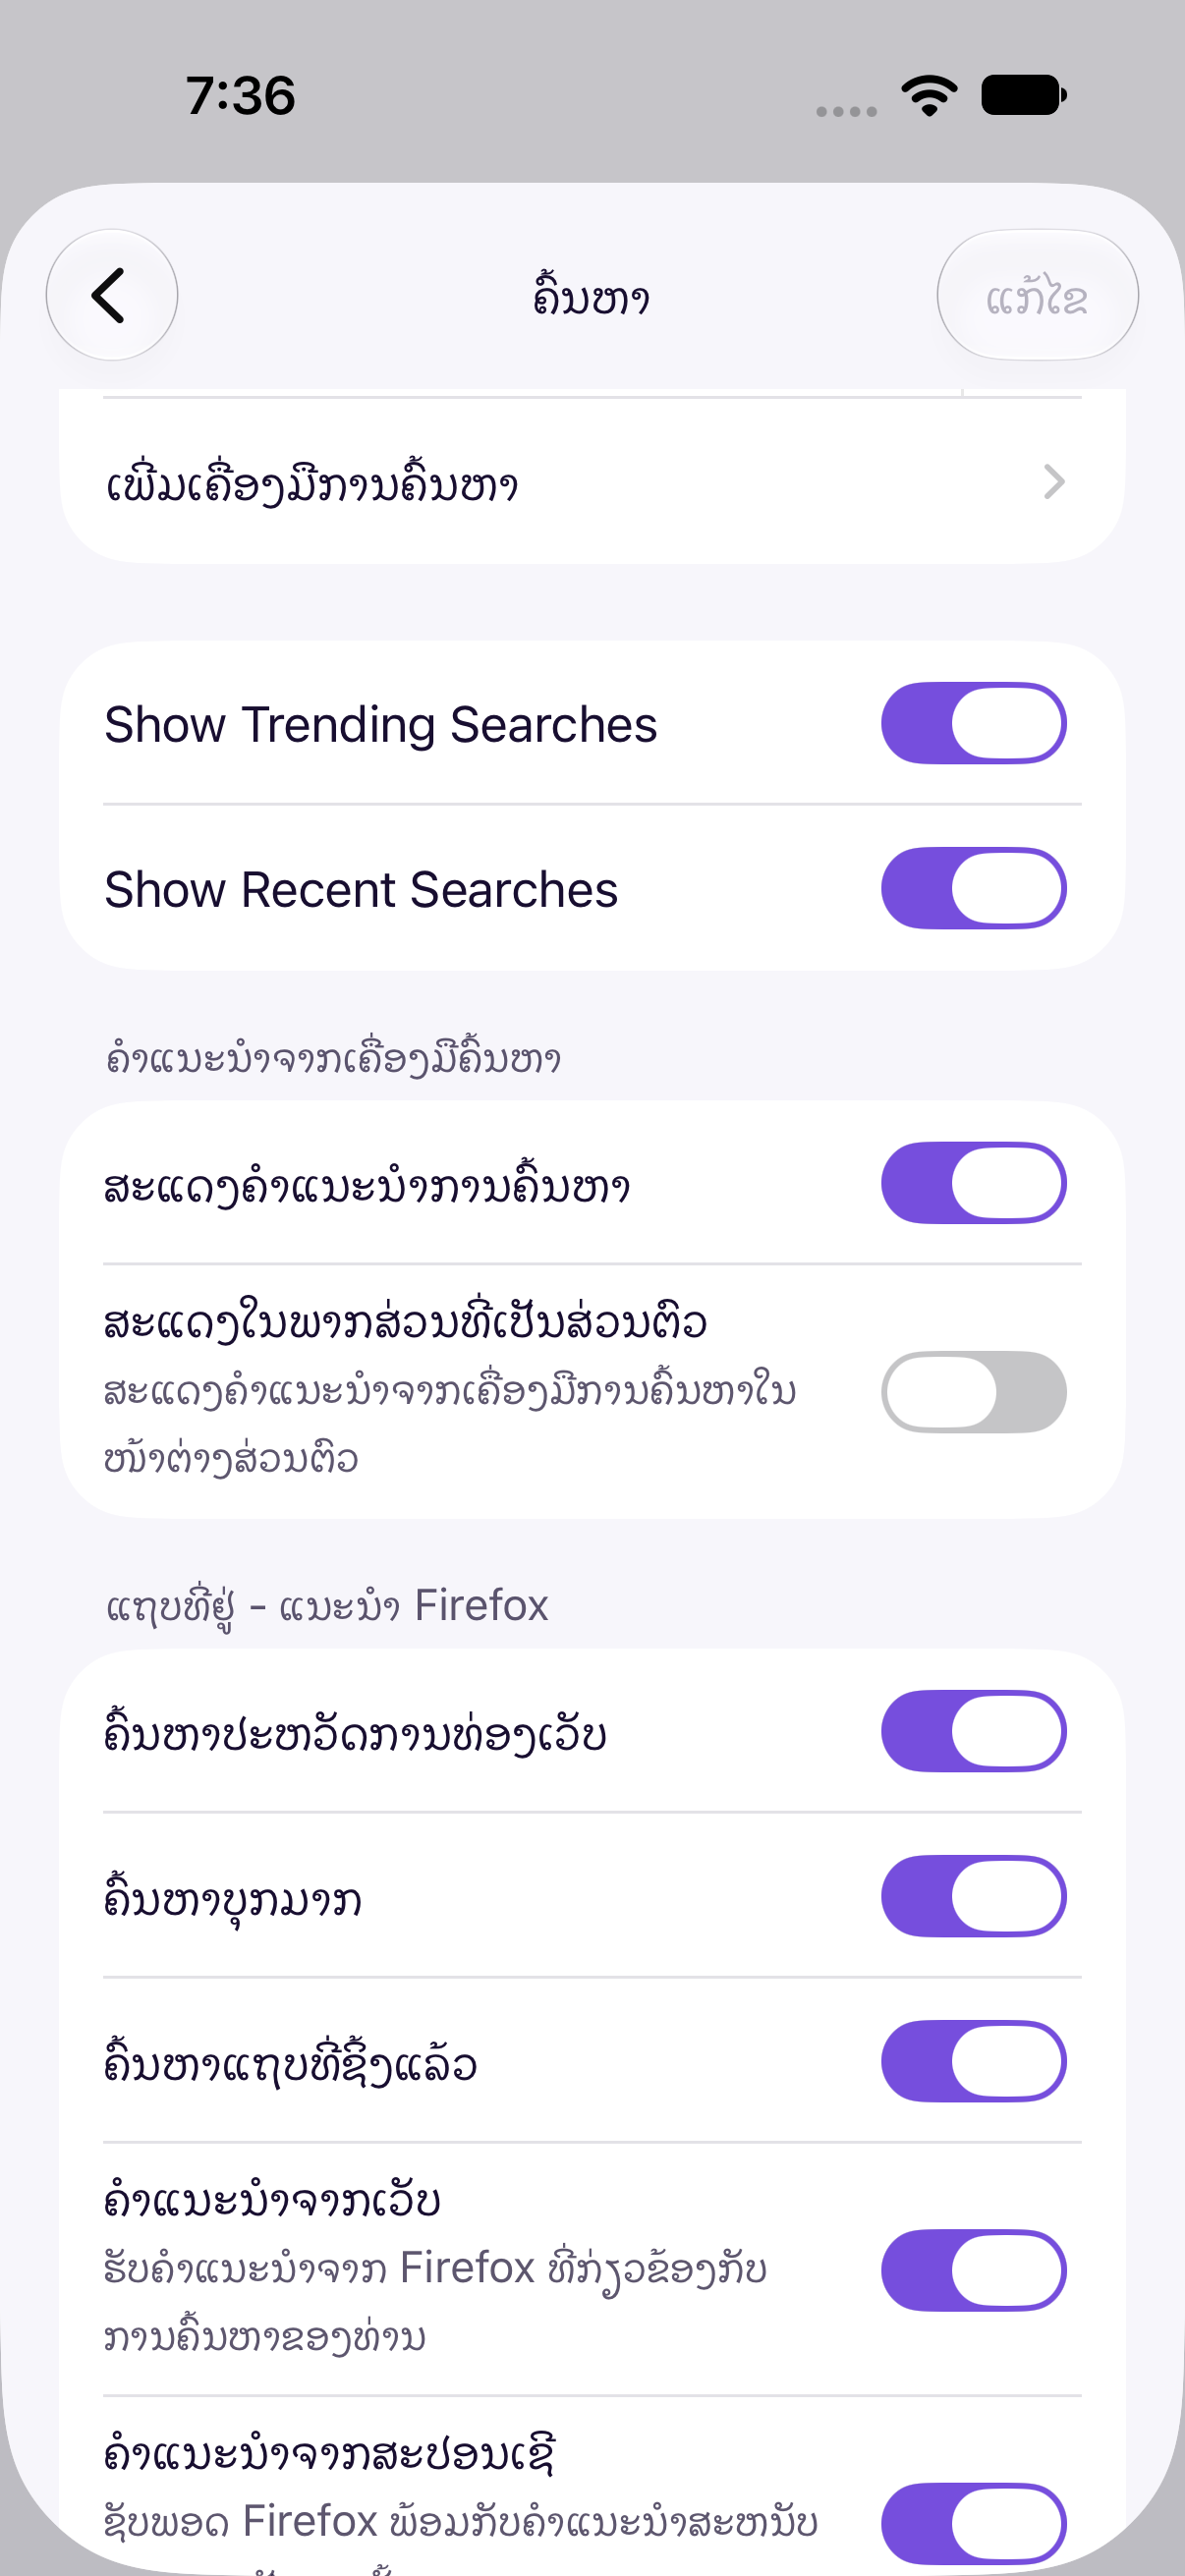 7:36
ຄົ້ນຫາ
ແກ້ໄຂ
ເພີ່ມເຄື່ອງມືການຄົ້ນຫາ
Show Trending Searches
Show Recent Searches
ຄຳແນະນຳຈາກເຄື່ອງມືຄົ້ນຫາ
ສະແດງຄຳແນະນຳການຄົ້ນຫາ
ສະແດງໃນພາກສ່ວນທີ່ເປັນສ່ວນຕົວ
ສະແດງຄຳແນະນຳຈາກເຄື່ອງມືການຄົ້ນຫາໃນ
ໜ້າຕ່າງສ່ວນຕົວ
ແຖບທີ່ຢູ່ - ແນະນຳ Firefox
ຄົ້ນຫາປະຫວັດການທ່ອງເວັບ
ຄົ້ນຫາບຸກມາກ
ຄົ້ນຫາແຖບທີ່ຊິ້ງແລ້ວ
ຄຳແນະນຳຈາກເວັບ
ຮັບຄຳແນະນຳຈາກ Firefox ທີ່ກ່ຽວຂ້ອງກັບ
ການຄົ້ນຫາຂອງທ່ານ
ຄຳແນະນຳຈາກສະປອນເຊີ
ຊັບພອດ Firefox ພ້ອມກັບຄຳແນະນຳສະໜັບ